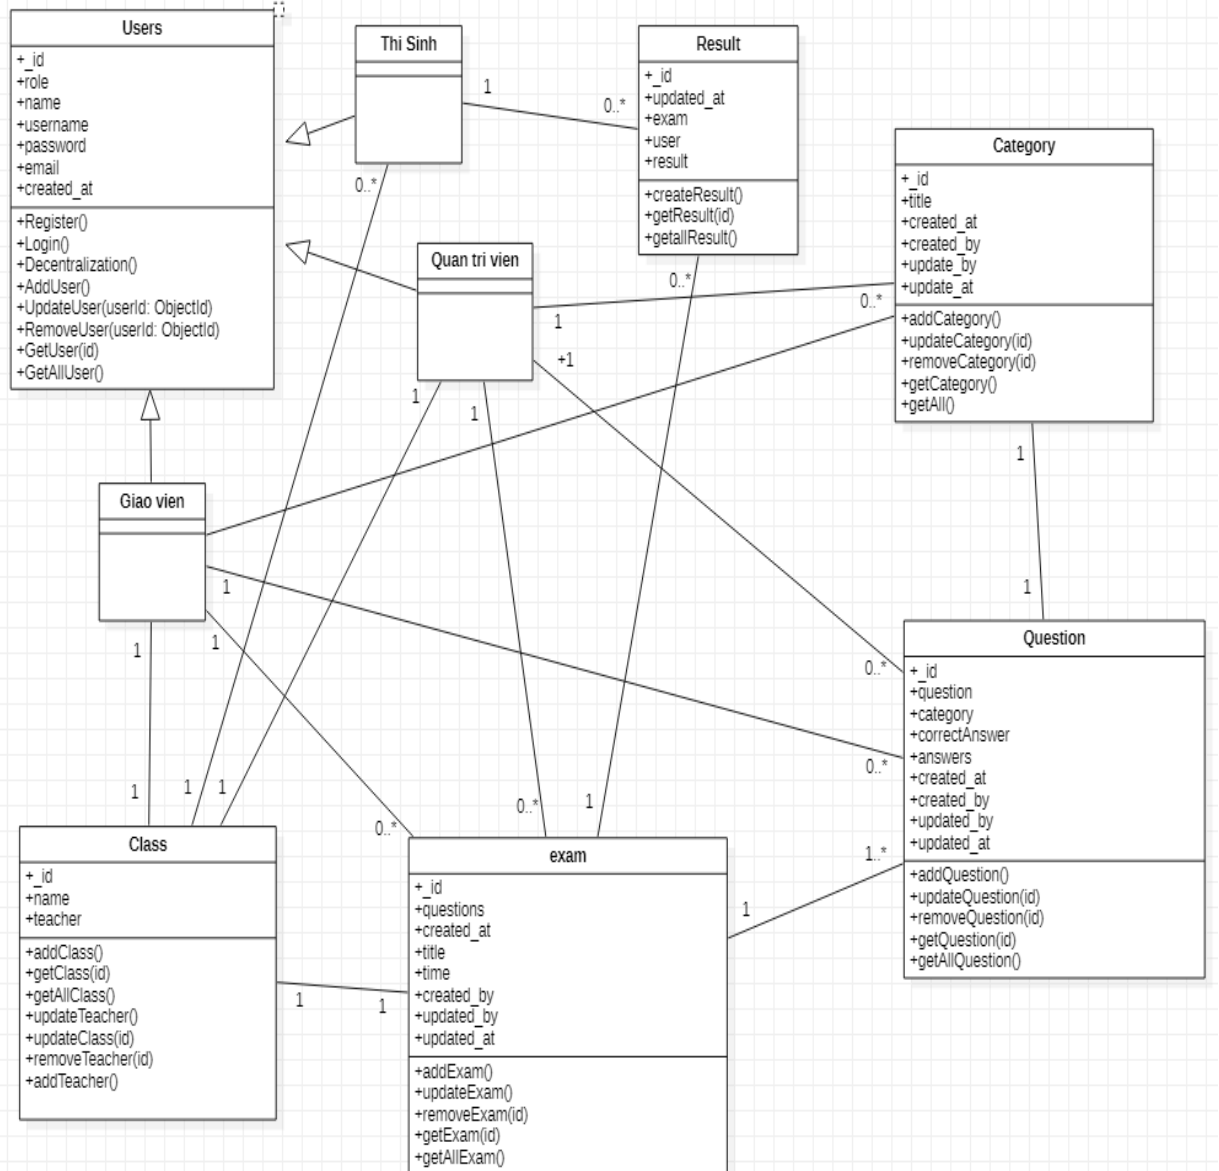 Users
+_id
+role
+name
+username
+password
+email
+created_at
+Register()
+Login()
+Decentralization()
+AddUser()
+UpdateUser(userId: ObjectId)
+RemoveUser(userId: ObjectId)
+GetUser(id)
+GetAllUser()
Thi Sinh
1
0..*
0..*
Result
+_id
+updated_at
+exam
+user
+result
+createResult()
+getResult(id)
+getallResult()
0..*
Category
+_id
+title
+created_at
+created_by
+update_by
+update_at
+addCategory()
+updateCategory(id)
+removeCategory(id)
+getCategory()
+getAll()
Quan tri vien
1
0..*
+1
1
1
1
1
Giao vien
1
1
1
0..*
0..*
1
1
1
0..*
0..*
1
1..*
1
Question
+_id
+question
+category
+correctAnswer
+answers
+created_at
+created_by
+updated_by
+updated_at
+addQuestion()
+updateQuestion(id)
+removeQuestion(id)
+getQuestion(id)
+getAllQuestion()
Class
+_id
+name
+teacher
+addClass()
+getClass(id)
+getAllClass()
+updateTeacher()
+updateClass(id)
+removeTeacher(id)
+addTeacher()
1
1
exam
+_id
+questions
+created_at
+title
+time
+created_by
+updated_by
+updated_at
+addExam()
+updateExam()
+removeExam(id)
+getExam(id)
+getAllExam()